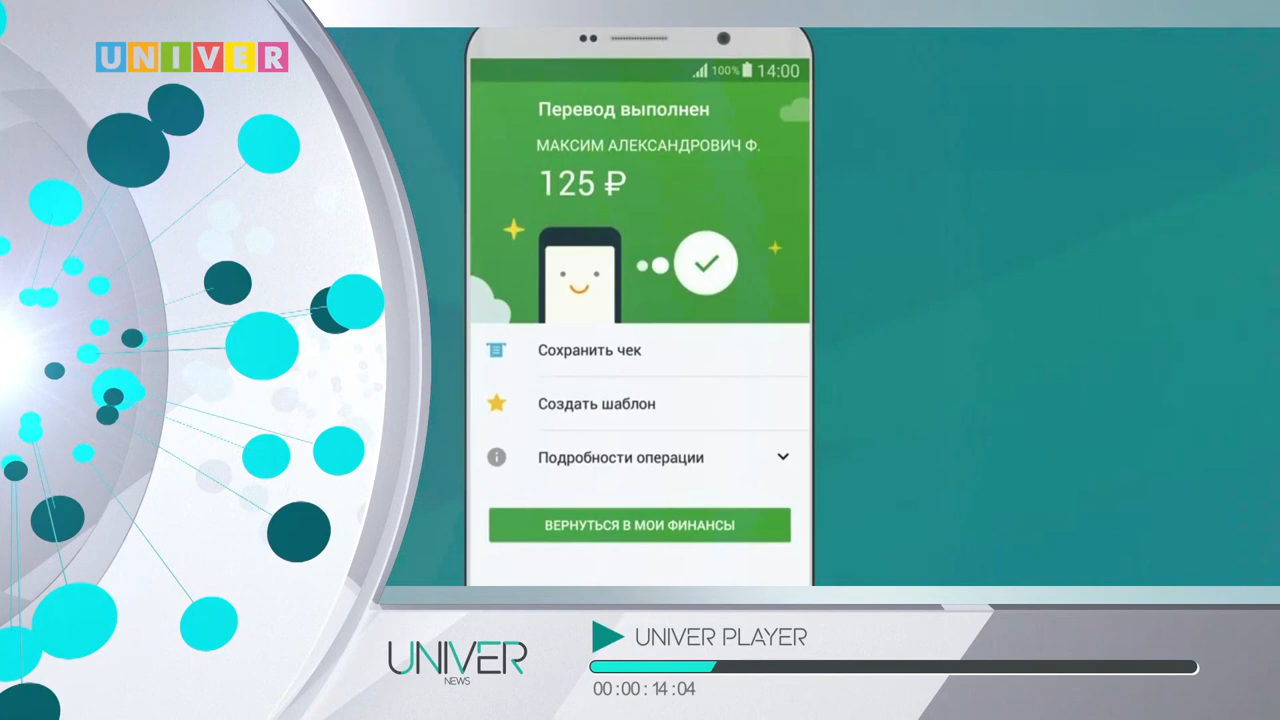 UNIVER
100% 14:00
Перевод выполнен
МАКСИМ АЛЕКСАНДРОВИЧ Ф.
125 ₽
Сохранить чек
Создать шаблон
Подробности операции
ВЕРНУТЬСЯ В МОИ ФИНАНСЫ
UNIVER
NEWS
UNIVER PLAYER
00:00:14:04